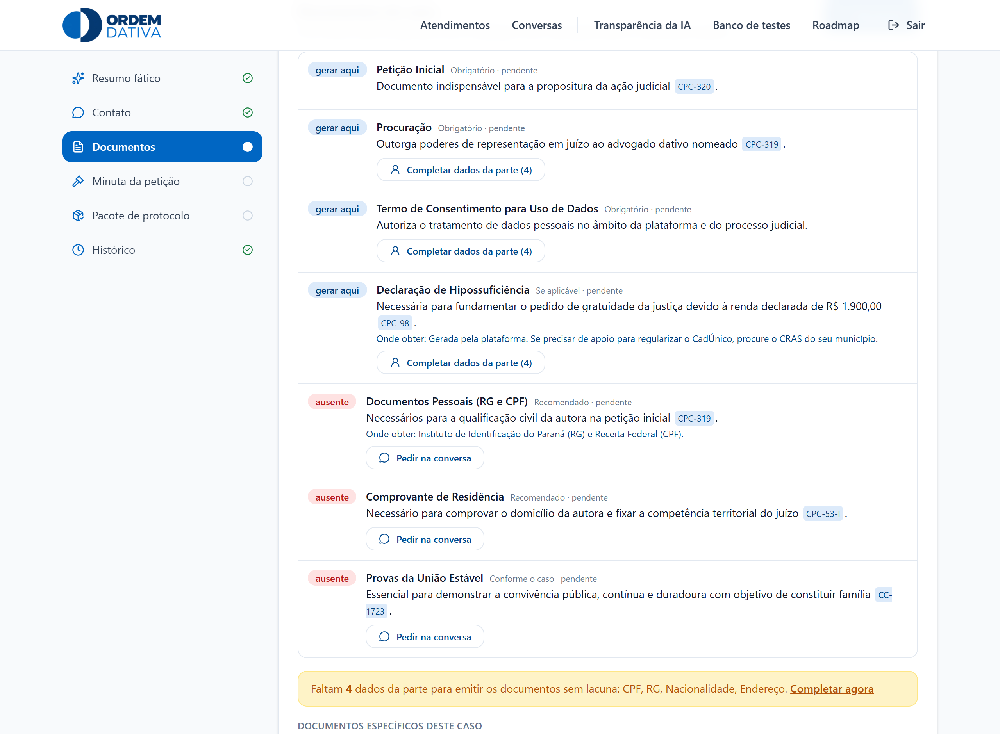 ORDEM
DATIVA
Atendimentos
Conversas
Transparência da IA
Banco de testes
Roadmap
Sair
Resumo fático
Contato
Documentos
Minuta da petição
Pacote de protocolo
Histórico
gerar aqui Petição Inicial Obrigatório · pendente
Documento indispensável para a propositura da ação judicial CPC-320 .
gerar aqui Procuração Obrigatório · pendente
Outorga poderes de representação em juízo ao advogado dativo nomeado CPC-319 .
Completar dados da parte (4)
gerar aqui Termo de Consentimento para Uso de Dados Obrigatório · pendente
Autoriza o tratamento de dados pessoais no âmbito da plataforma e do processo judicial.
Completar dados da parte (4)
gerar aqui Declaração de Hipossuficiência Se aplicável · pendente
Necessária para fundamentar o pedido de gratuidade da justiça devido à renda declarada de R$ 1.900,00
CPC-98 .
Onde obter: Gerada pela plataforma. Se precisar de apoio para regularizar o CadÚnico, procure o CRAS do seu município.
Completar dados da parte (4)
ausente Documentos Pessoais (RG e CPF) Recomendado · pendente
Necessários para a qualificação civil da autora na petição inicial CPC-319 .
Onde obter: Instituto de Identificação do Paraná (RG) e Receita Federal (CPF).
Pedir na conversa
ausente Comprovante de Residência Recomendado · pendente
Necessário para comprovar o domicílio da autora e fixar a competência territorial do juízo CPC-53-I .
Pedir na conversa
ausente Provas da União Estável Conforme o caso · pendente
Essencial para demonstrar a convivência pública, contínua e duradoura com objetivo de constituir família CC-
1723 .
Pedir na conversa
Faltam 4 dados da parte para emitir os documentos sem lacuna: CPF, RG, Nacionalidade, Endereço. Completar agora
DOCUMENTOS ESPECÍFICOS DESTE CASO